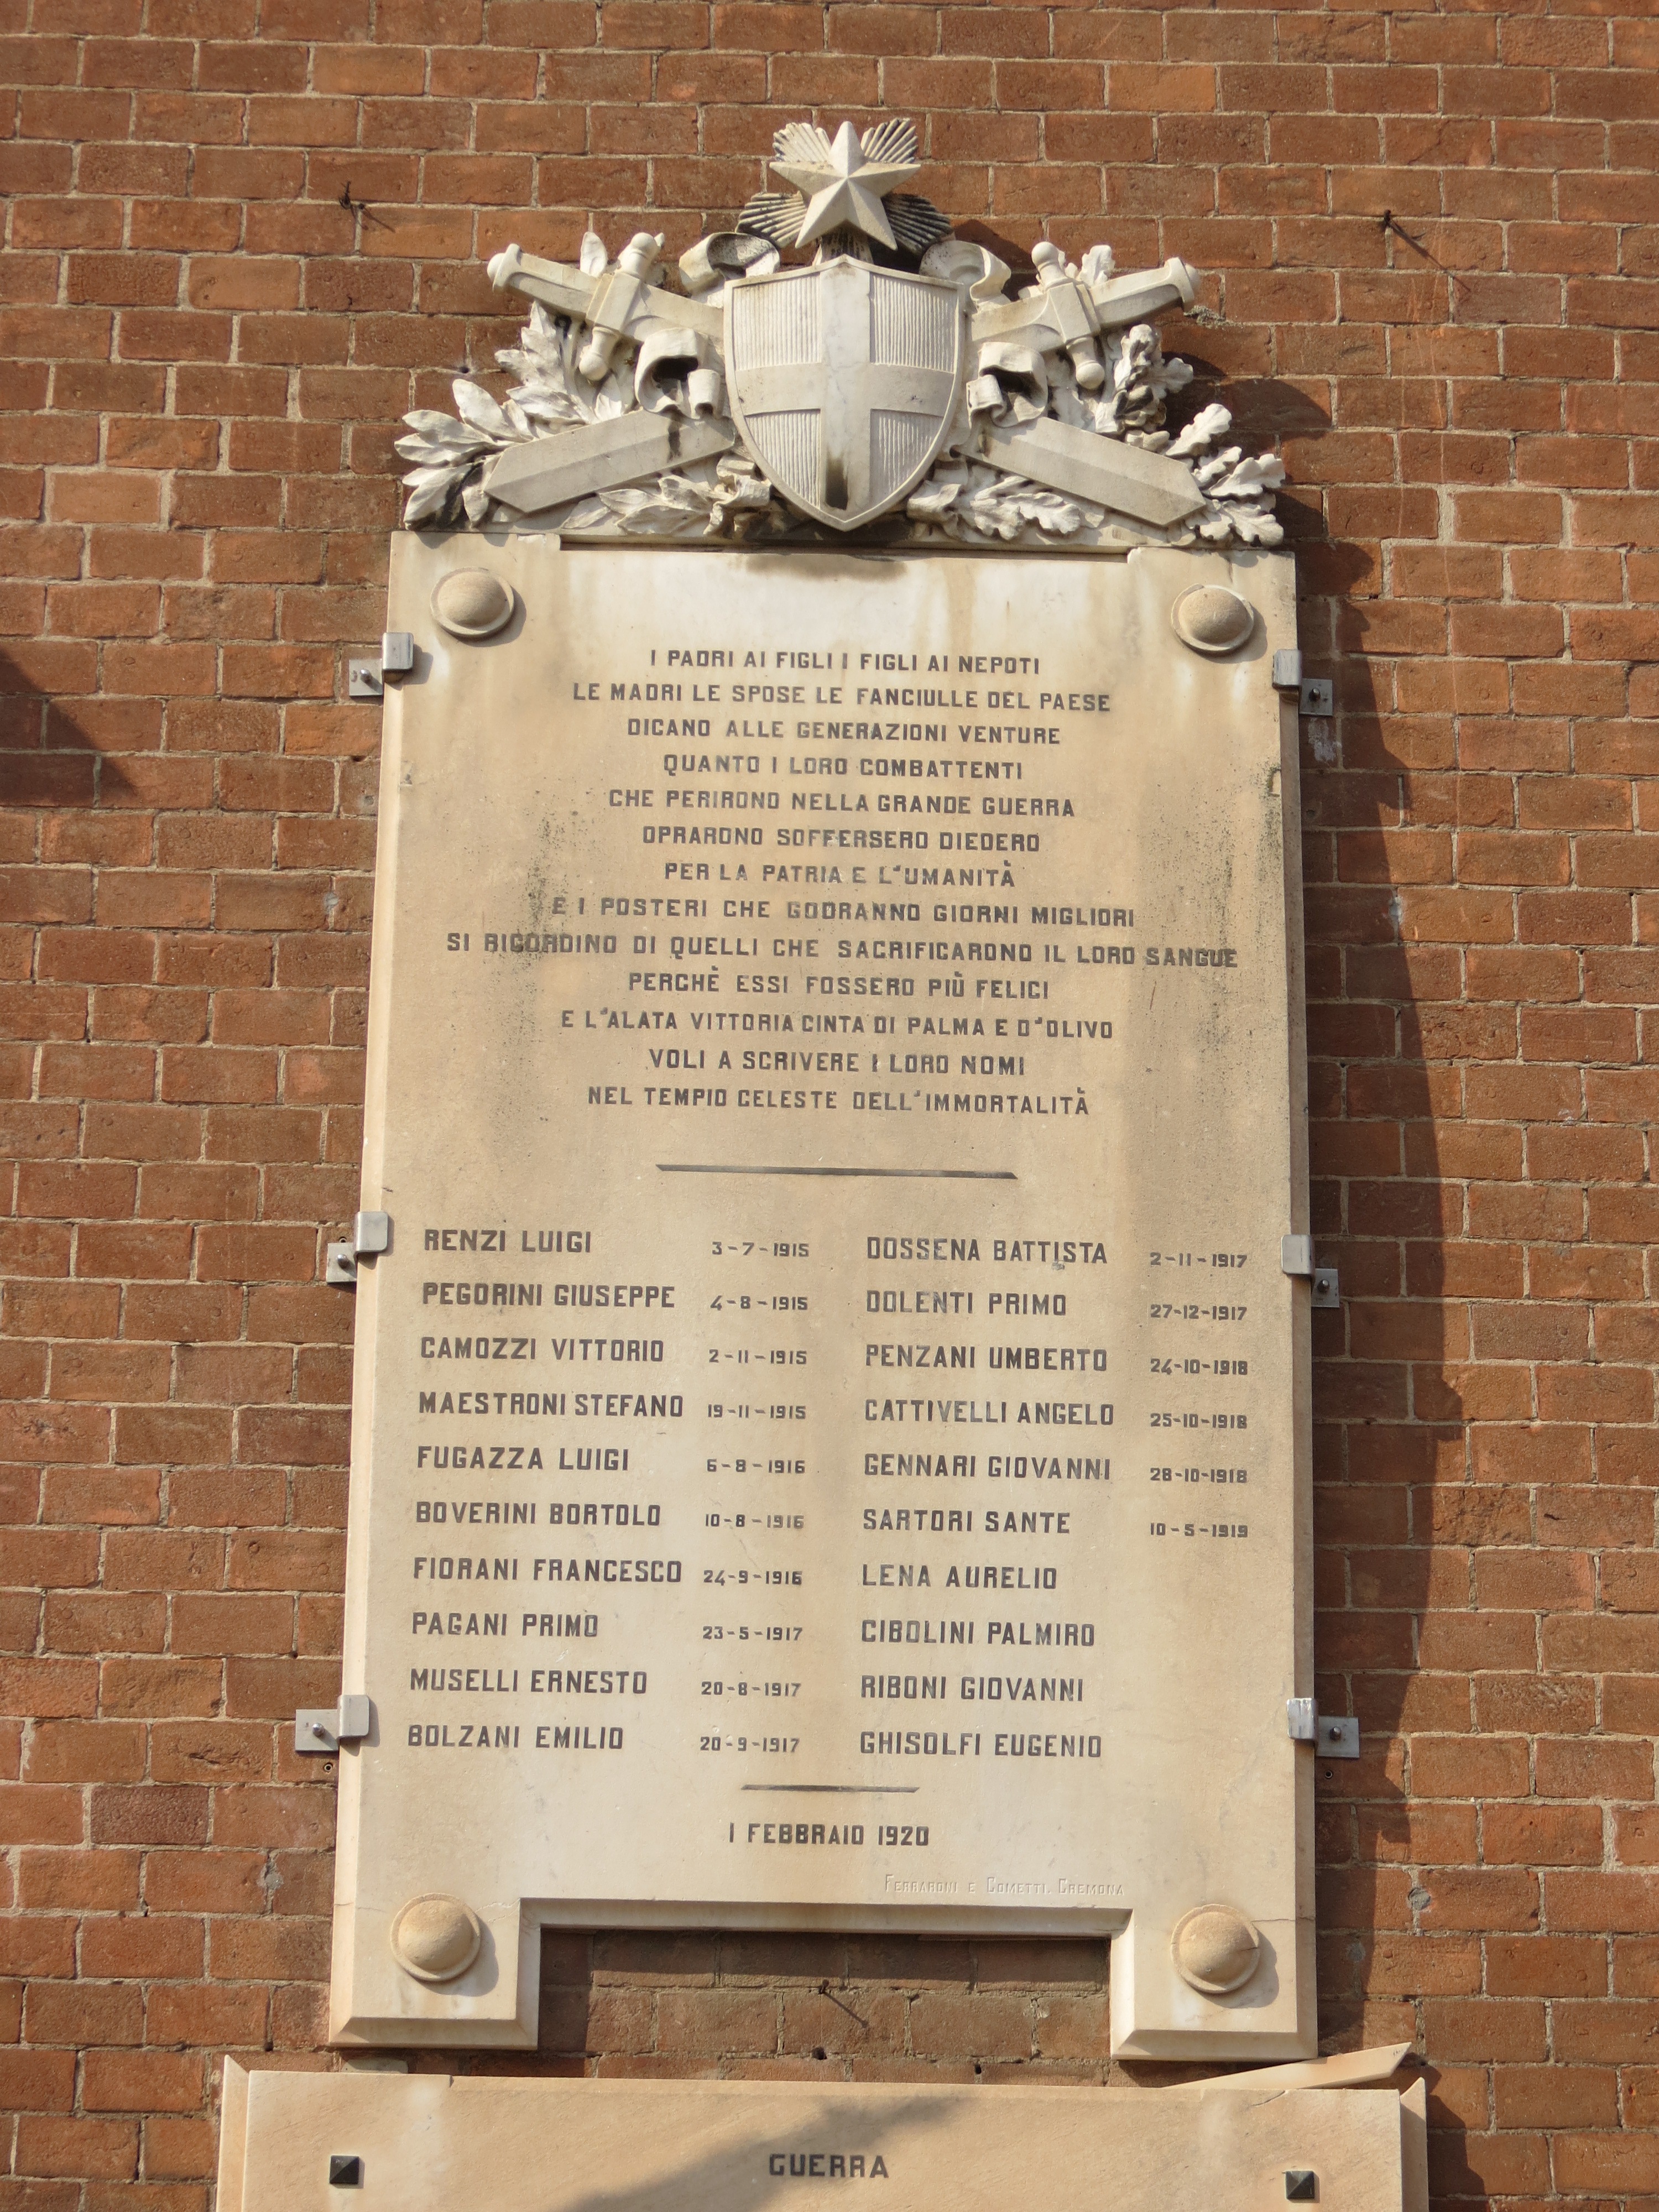 I PADRI AI FIGLI I FIGLI AI NEPOTI
LE MADRI LE SPOSE LE FANCIULLE DEL PAESE
DICANO ALLE GENERAZIONI VENTURE
QUANTO I LORO COMBATTENTI
CHE PERIRONO NELLA GRANDE GUERRA
OPRARONO SOFFERSERO DIEDERO
PER LA PATRIA E L'UMANITÀ
E I POSTERI CHE GODRANNO GIORNI MIGLIORI
SI RICORDINO DI QUELLI CHE SACRIFICARONO IL LORO SANGUE
PERCHÈ ESSI FOSSERO PIÙ FELICI
E L'ALATA VITTORIA CINTA DI PALMA E D'OLIVO
VOLI A SCRIVERE I LORO NOMI
NEL TEMPIO CELESTE DELL'IMMORTALITÀ
RENZI LUIGI 3-7-1915
PEGORINI GIUSEPPE 4-8-1915
CAMOZZI VITTORIO 2-11-1915
MAESTRONI STEFANO 19-11-1915
FUGAZZA LUIGI 6-8-1916
BOVERINI BORTOLO 10-8-1916
FIORANI FRANCESCO 24-9-1916
PAGANI PRIMO 23-5-1917
MUSELLI ERNESTO 20-8-1917
BOLZANI EMILIO 20-9-1917
DOSSENA BATTISTA 2-11-1917
DOLENTI PRIMO 27-12-1917
PENZANI UMBERTO 24-10-1918
CATTIVELLI ANGELO 25-10-1918
GENNARI GIOVANNI 28-10-1918
SARTORI SANTE 10-5-1919
LENA AURELIO
CIBOLINI PALMIRO
RIBONI GIOVANNI
GHISOLFI EUGENIO
1 FEBBRAIO 1920
FERRARONI E COMETTI. CREMONA
GUERRA